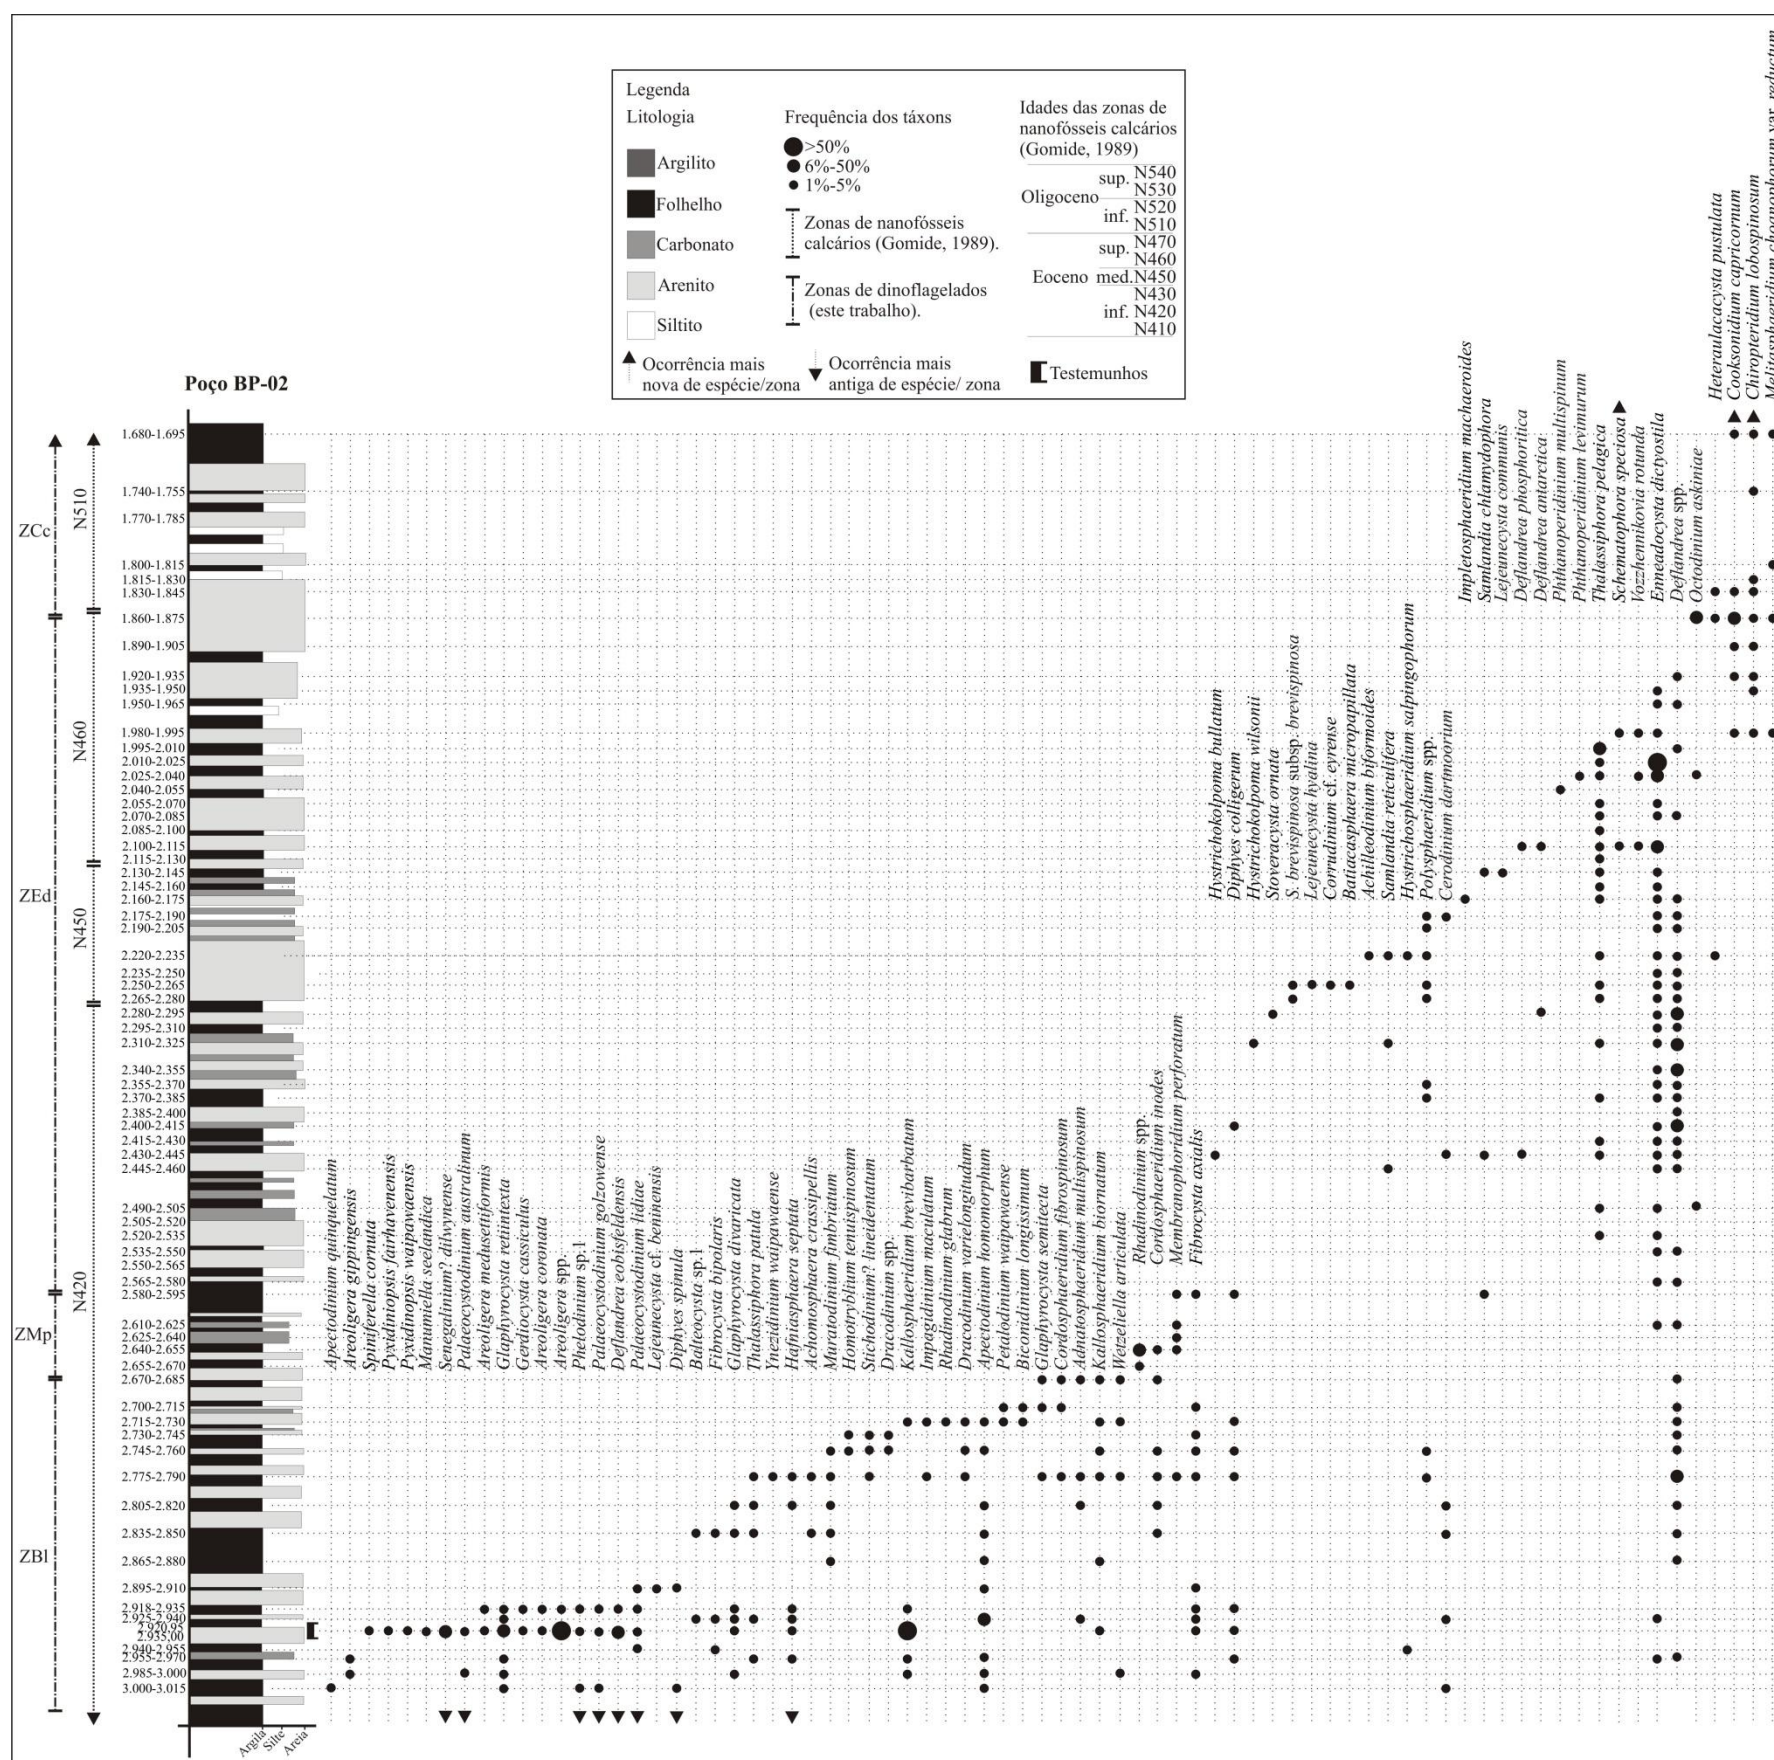 Legenda
Litologia
Argilito
Folhelho
Carbonato
Arenito
Siltito
Ocorrência mais
nova de espécie/zona
Frequência dos táxons
>50%
6%-50%
1%-5%
Zonas de nanofósseis
calcários (Gomide, 1989).
Zonas de dinoflagelados
(este trabalho).
Ocorrência mais
antiga de espécie/ zona
Idades das zonas de
nanofósseis calcários
(Gomide, 1989)
Oligoceno
sup.
N540
N530
inf.
N520
N510
Eoceno
sup.
N470
N460
med.
N450
inf.
N430
N420
N410
Testemunhos
Poço BP-02
ZCc
ZEd
ZMp
ZBl
N510
N460
N450
N420
1.680-1.695
1.740-1.755
1.770-1.785
1.800-1.815
1.815-1.830
1.830-1.845
1.860-1.875
1.890-1.905
1.920-1.935
1.935-1.950
1.950-1.965
1.980-1.995
1.995-2.010
2.010-2.025
2.025-2.040
2.040-2.055
2.055-2.070
2.070-2.085
2.085-2.100
2.100-2.115
2.115-2.130
2.130-2.145
2.145-2.160
2.160-2.175
2.175-2.190
2.190-2.205
2.220-2.235
2.235-2.250
2.250-2.265
2.265-2.280
2.280-2.295
2.295-2.310
2.310-2.325
2.340-2.355
2.355-2.370
2.370-2.385
2.385-2.400
2.400-2.415
2.415-2.430
2.430-2.445
2.445-2.460
2.490-2.505
2.505-2.520
2.520-2.535
2.535-2.550
2.550-2.565
2.565-2.580
2.580-2.595
2.610-2.625
2.625-2.640
2.640-2.655
2.655-2.670
2.670-2.685
2.700-2.715
2.715-2.730
2.730-2.745
2.745-2.760
2.775-2.790
2.805-2.820
2.835-2.850
2.865-2.880
2.895-2.910
2.918-2.935
2.925-2.940
2.920,95
2.935,00
2.940-2.955
2.955-2.970
2.985-3.000
3.000-3.015
Argila
Silte
Areia
Apectodinium quinquelatum
Areoligera gippingensis
Spiniferella cornuta
Pyxidinopsis fairhavenensis
Pyxidinopsis waipawaensis
Manumiella seelandica
Senegalinium? dilwynense
Palaeocystodinium australinum
Areoligera medusettiformis
Glaphyrocysta retiintexta
Gerdiocysta cassiculus
Areoligera coronata
Areoligera spp.
Phelodinium sp.1
Palaeocystodinium golzowense
Deflandrea eobisfeldensis
Palaeocystodinium lidiae
Lejeunecysta cf. beninensis
Diphyes spinula
Balteocysta sp.1
Fibrocysta bipolaris
Glaphyrocysta divaricata
Thalassiphora patula
Ynezidinium waipawaense
Hafniasphaera septata
Achomosphaera crassipellis
Muratodinium fimbriatum
Homotryblium tenuispinosum
Stichodinium? lineidentatum
Dracodinium spp.
Kallosphaeridium brevibarbatum
Impagidinium maculatum
Rhadinodinium glabrum
Dracodinium varielongitudum
Apectodinium homomorphum
Petalodinium waipawaense
Biconidinium longissimum
Glaphyrocysta semitecta
Cordosphaeridium fibrospinosum
Adnatosphaeridium multispinosum
Kallosphaeridium biornatum
Wetzeliella articulata
Rhadinodinium spp.
Cordosphaeridium inodes
Membranophoridium perforatum
Fibrocysta axialis
Hystrichokolpoma bullatum
Diphyes colligerum
Hystrichokolpoma wilsonii
Stoveracysta ornata
S. brevispinosa subsp. brevispinosa
Lejeunecysta hyalina
Corrudinium cf. eyrense
Batiacasphaera micropapillata
Achilleodinium biformoides
Samlandia reticulifera
Hystrichosphaeridium salpingophorum
Polysphaeridium spp.
Cerodinium dartmoorium
Impletosphaeridium machaeroides
Samlandia chlamydophora
Lejeunecysta communis
Deflandrea phosphoritica
Deflandrea antarctica
Phthanoperidinium multispinum
Phthanoperidinium levimurum
Thalassiphora pelagica
Schematophora speciosa
Vozzhennikovia rotunda
Enneadocysta dictyostila
Deflandrea spp.
Octodinium askiniae
Heteraulacacysta pustulata
Cooksonidium capricornum
Chiropteridium lobospinosum
Melitasphaeridium choanophorum var. reductum